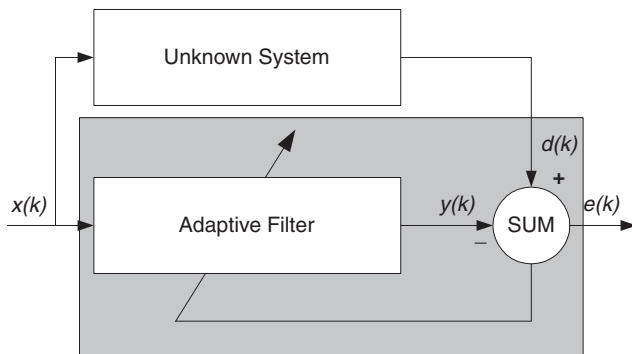 Unknown System
d(k)
+
x(k)
Adaptive Filter
y(k)
–
SUM
e(k)